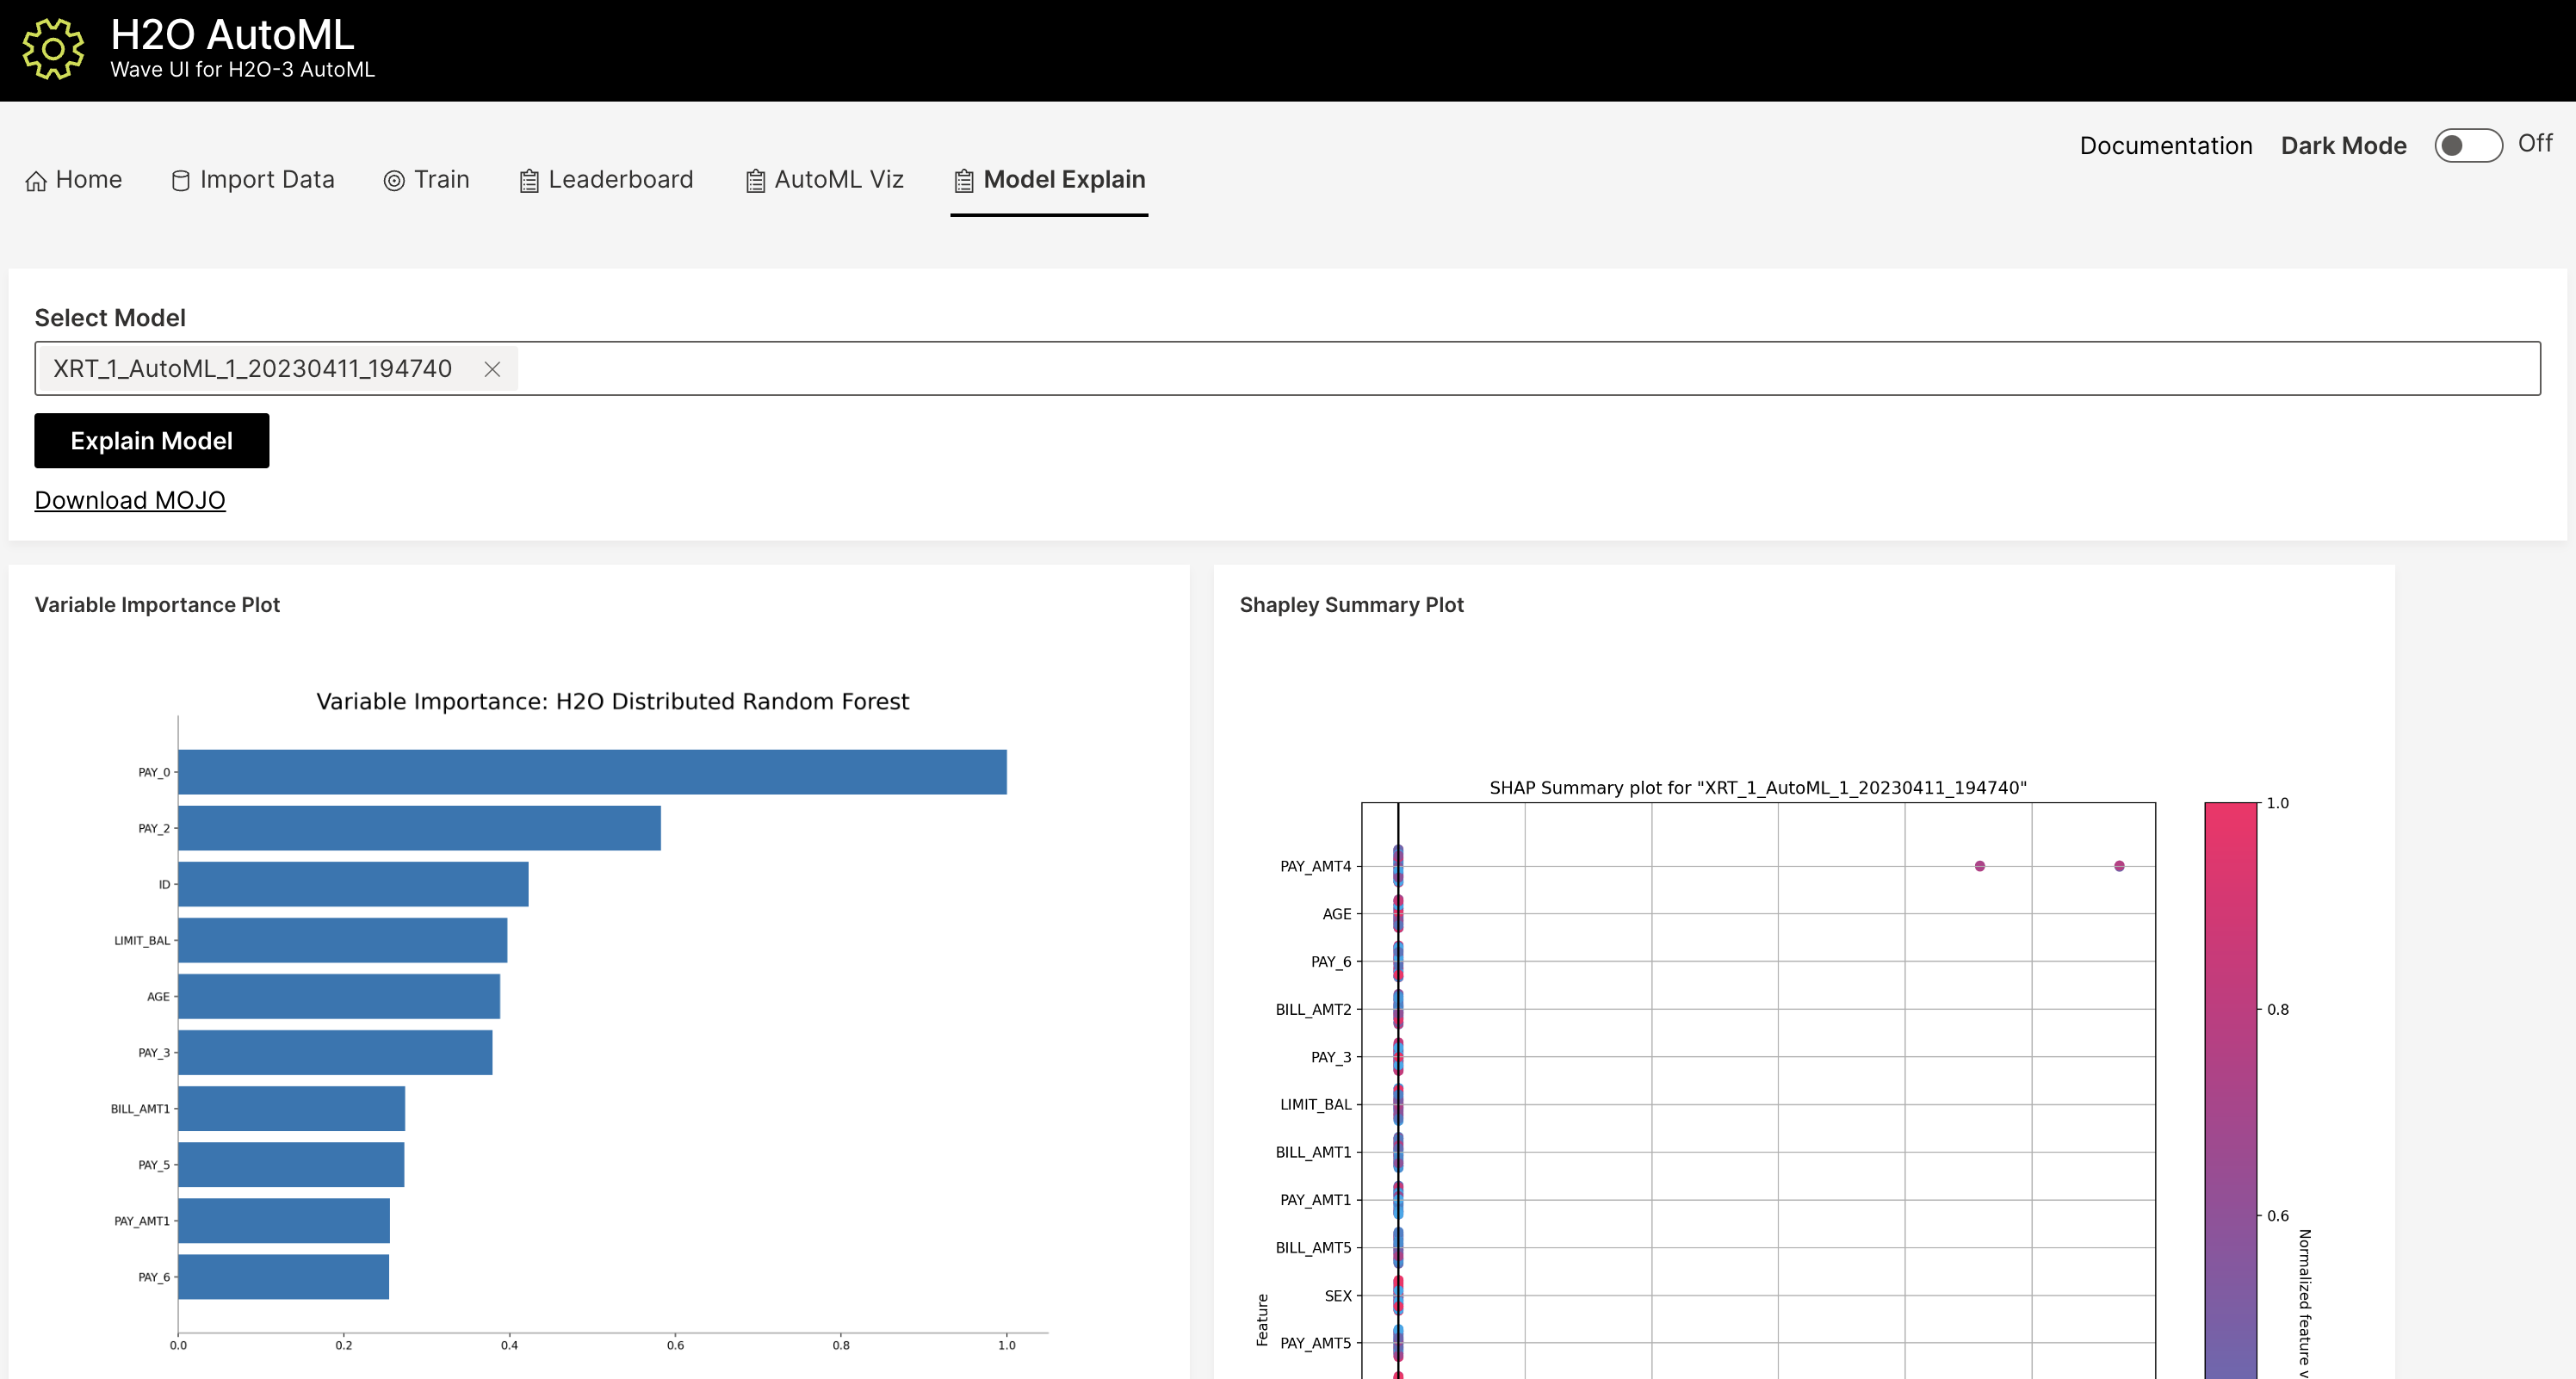 H2O AutoML
Wave UI for H2O-3 AutoML
Documentation
Dark Mode
Off
Home
Import Data
Train
Leaderboard
AutoML Viz
Model Explain
Select Model
XRT_1_AutoML_1_20230411_194740
Explain Model
Download MOJO
Variable Importance Plot
Variable Importance: H2O Distributed Random Forest
PAY_0
PAY_2
ID
LIMIT_BAL
AGE
PAY_3
BILL_AMT1
PAY_5
PAY_AMT1
PAY_6
0.0 0.2 0.4 0.6 0.8 1.0
Shapley Summary Plot
SHAP Summary plot for "XRT_1_AutoML_1_20230411_194740"
PAY_AMT4
AGE
PAY_6
BILL_AMT2
PAY_3
LIMIT_BAL
BILL_AMT1
PAY_AMT1
BILL_AMT5
SEX
PAY_AMT5
Feature
1.0
0.8
0.6
Normalized feature